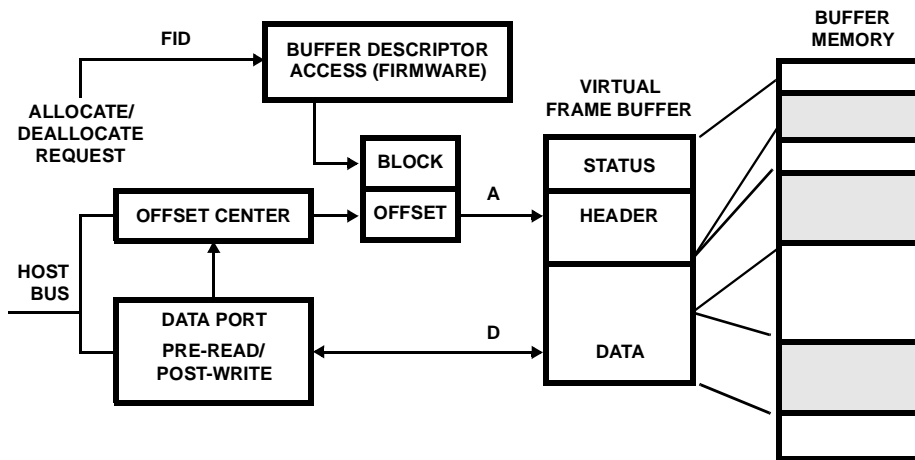 BUFFER
MEMORY
FID
BUFFER DESCRIPTOR
ACCESS (FIRMWARE)
VIRTUAL
FRAME BUFFER
ALLOCATE/
DEALLOCATE
REQUEST
BLOCK
OFFSET
STATUS
HEADER
DATA
A
OFFSET CENTER
HOST
BUS
DATA PORT
PRE-READ/
POST-WRITE
D